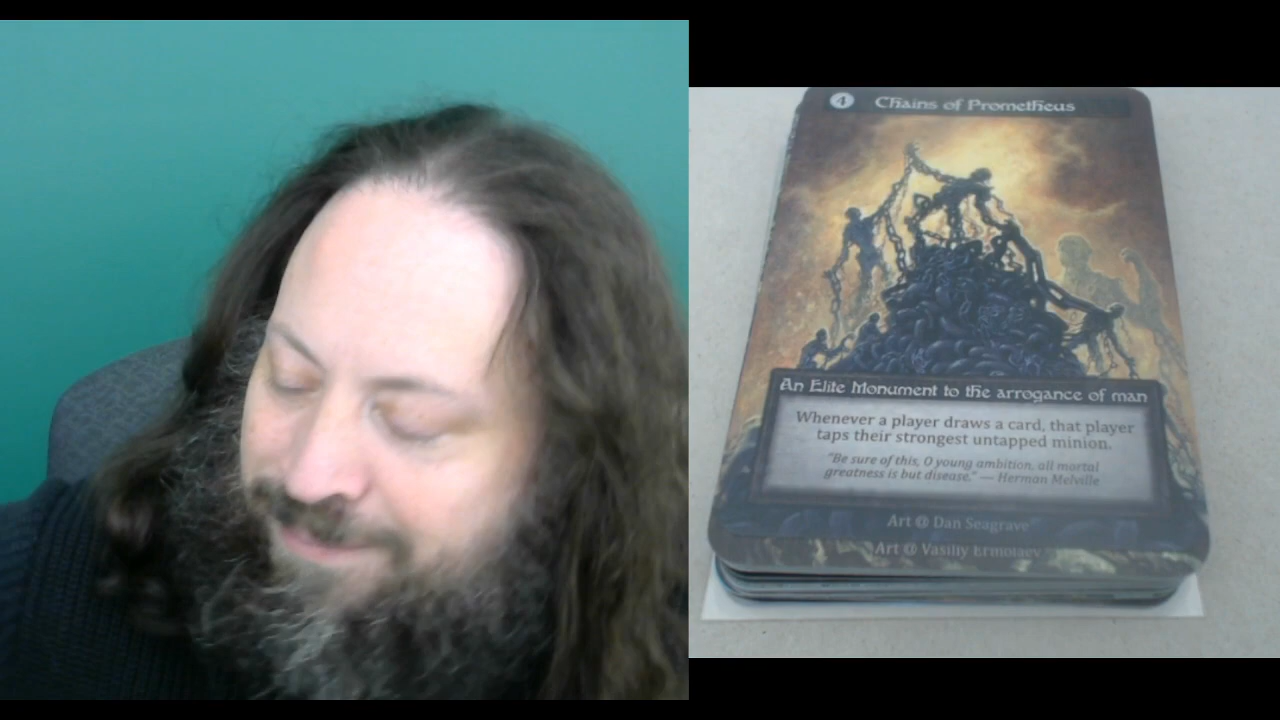 4 Chains of Prometheus
An Elite Monument to the arrogance of man
Whenever a player draws a card, that player
taps their strongest untapped minion.
"Be sure of this, O young ambition, all mortal
greatness is but disease." — Herman Melville
Art @ Dan Seagrave
Art @ Vasiliy Ermolaev